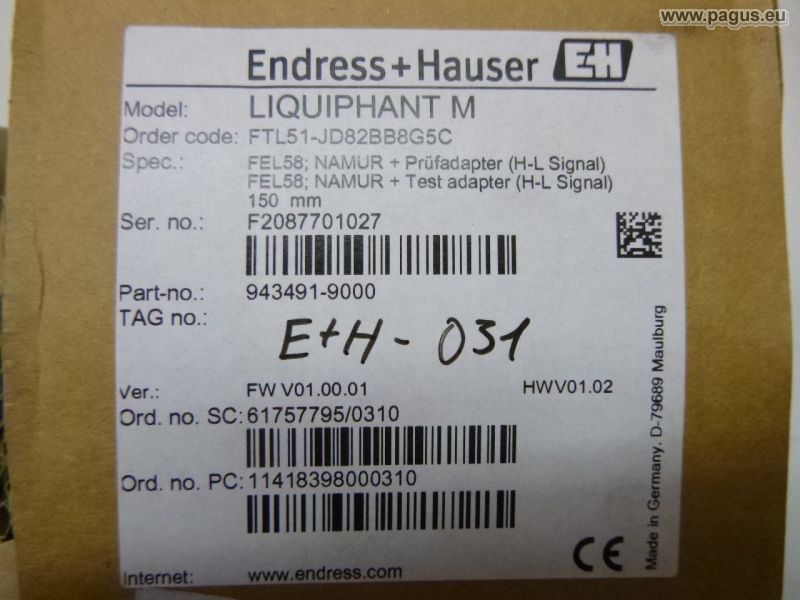 www.pagus.eu
Endress+Hauser EH
Model: LIQUIPHANT M
Order code: FTL51-JD82BB8G5C
Spec.: FEL58; NAMUR + Prüfadapter (H-L Signal)
FEL58; NAMUR + Test adapter (H-L Signal)
150 mm
Ser. no.: F2087701027
Part-no.: 943491-9000
TAG no.:
E+H - 031
Ver.: FW V01.00.01 HWV01.02
Ord. no. SC: 61757795/0310
Ord. no. PC: 11418398000310
Internet: www.endress.com
CE
Made in Germany. D-79689 Maulburg